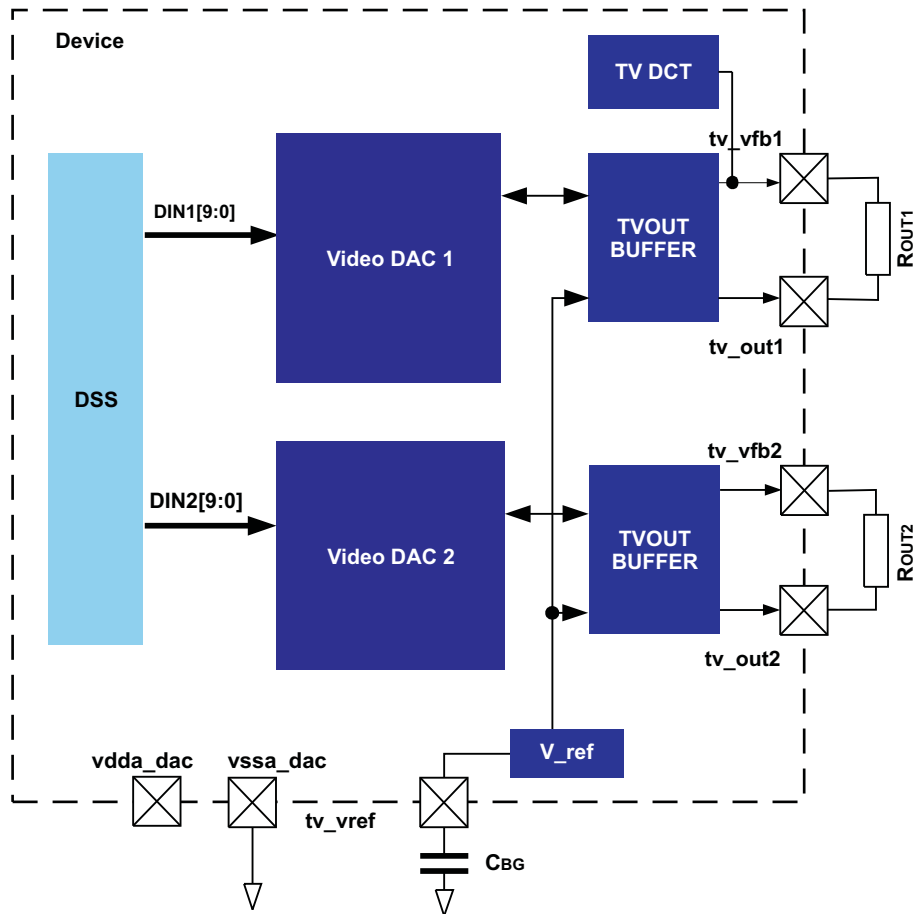 Device
TV DCT
tv_vfb1
DIN1[9:0]
Video DAC 1
TVOUT
BUFFER
ROUT1
tv_out1
DSS
tv_vfb2
DIN2[9:0]
Video DAC 2
TVOUT
BUFFER
ROUT2
tv_out2
V_ref
vdda_dac
vssa_dac
tv_vref
CBG